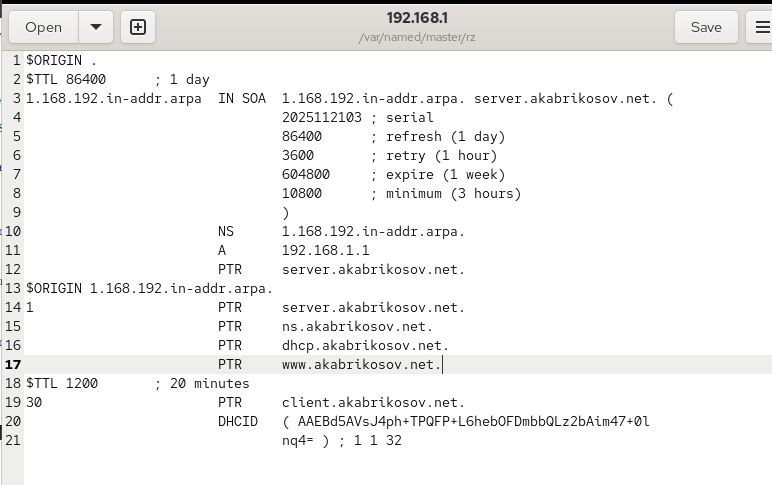 Open
192.168.1
/var/named/master/rz
Save
1 $ORIGIN .
2 $TTL 86400      ; 1 day
3 1.168.192.in-addr.arpa  IN SOA  1.168.192.in-addr.arpa. server.akabrikosov.net. (
4                                 2025112103 ; serial
5                                 86400      ; refresh (1 day)
6                                 3600       ; retry (1 hour)
7                                 604800     ; expire (1 week)
8                                 10800      ; minimum (3 hours)
9                                 )
10                         NS      1.168.192.in-addr.arpa.
11                         A       192.168.1.1
12                         PTR     server.akabrikosov.net.
13 $ORIGIN 1.168.192.in-addr.arpa.
14 1                       PTR     server.akabrikosov.net.
15                         PTR     ns.akabrikosov.net.
16                         PTR     dhcp.akabrikosov.net.
17                         PTR     www.akabrikosov.net.
18 $TTL 1200       ; 20 minutes
19 30                      PTR     client.akabrikosov.net.
20                         DHCID   ( AAEBd5AVsJ4ph+TPQFP+L6hebOFDmbbQLz2bAim47+0l
21                                 nq4= ) ; 1 1 32